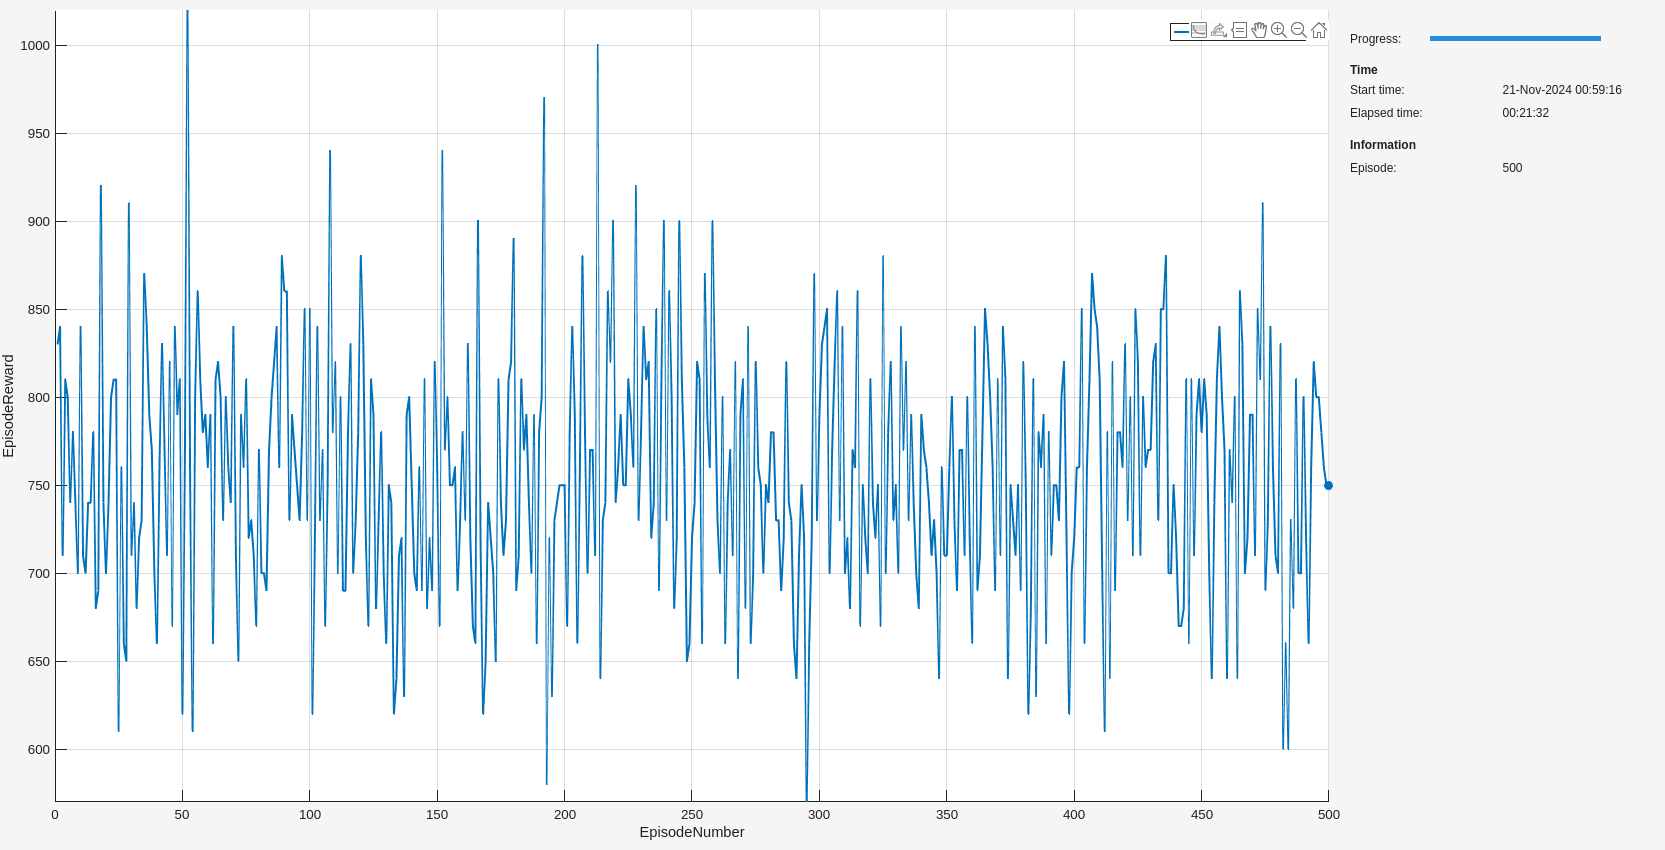 1000
950
900
850
800
750
700
650
600
EpisodeReward
0 50 100 150 200 250 300 350 400 450 500
EpisodeNumber
Progress:
Time
Start time: 21-Nov-2024 00:59:16
Elapsed time: 00:21:32
Information
Episode: 500